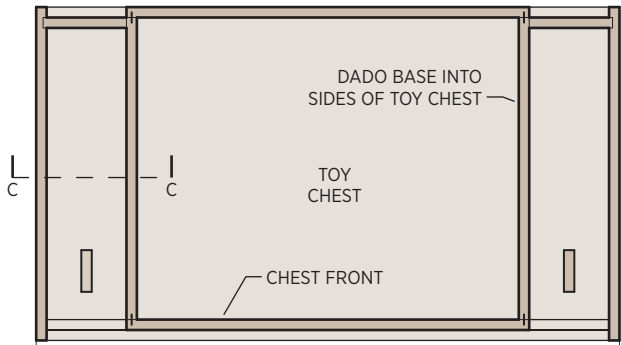 DADO BASE INTO
SIDES OF TOY CHEST
TOY
CHEST
C
C
CHEST FRONT